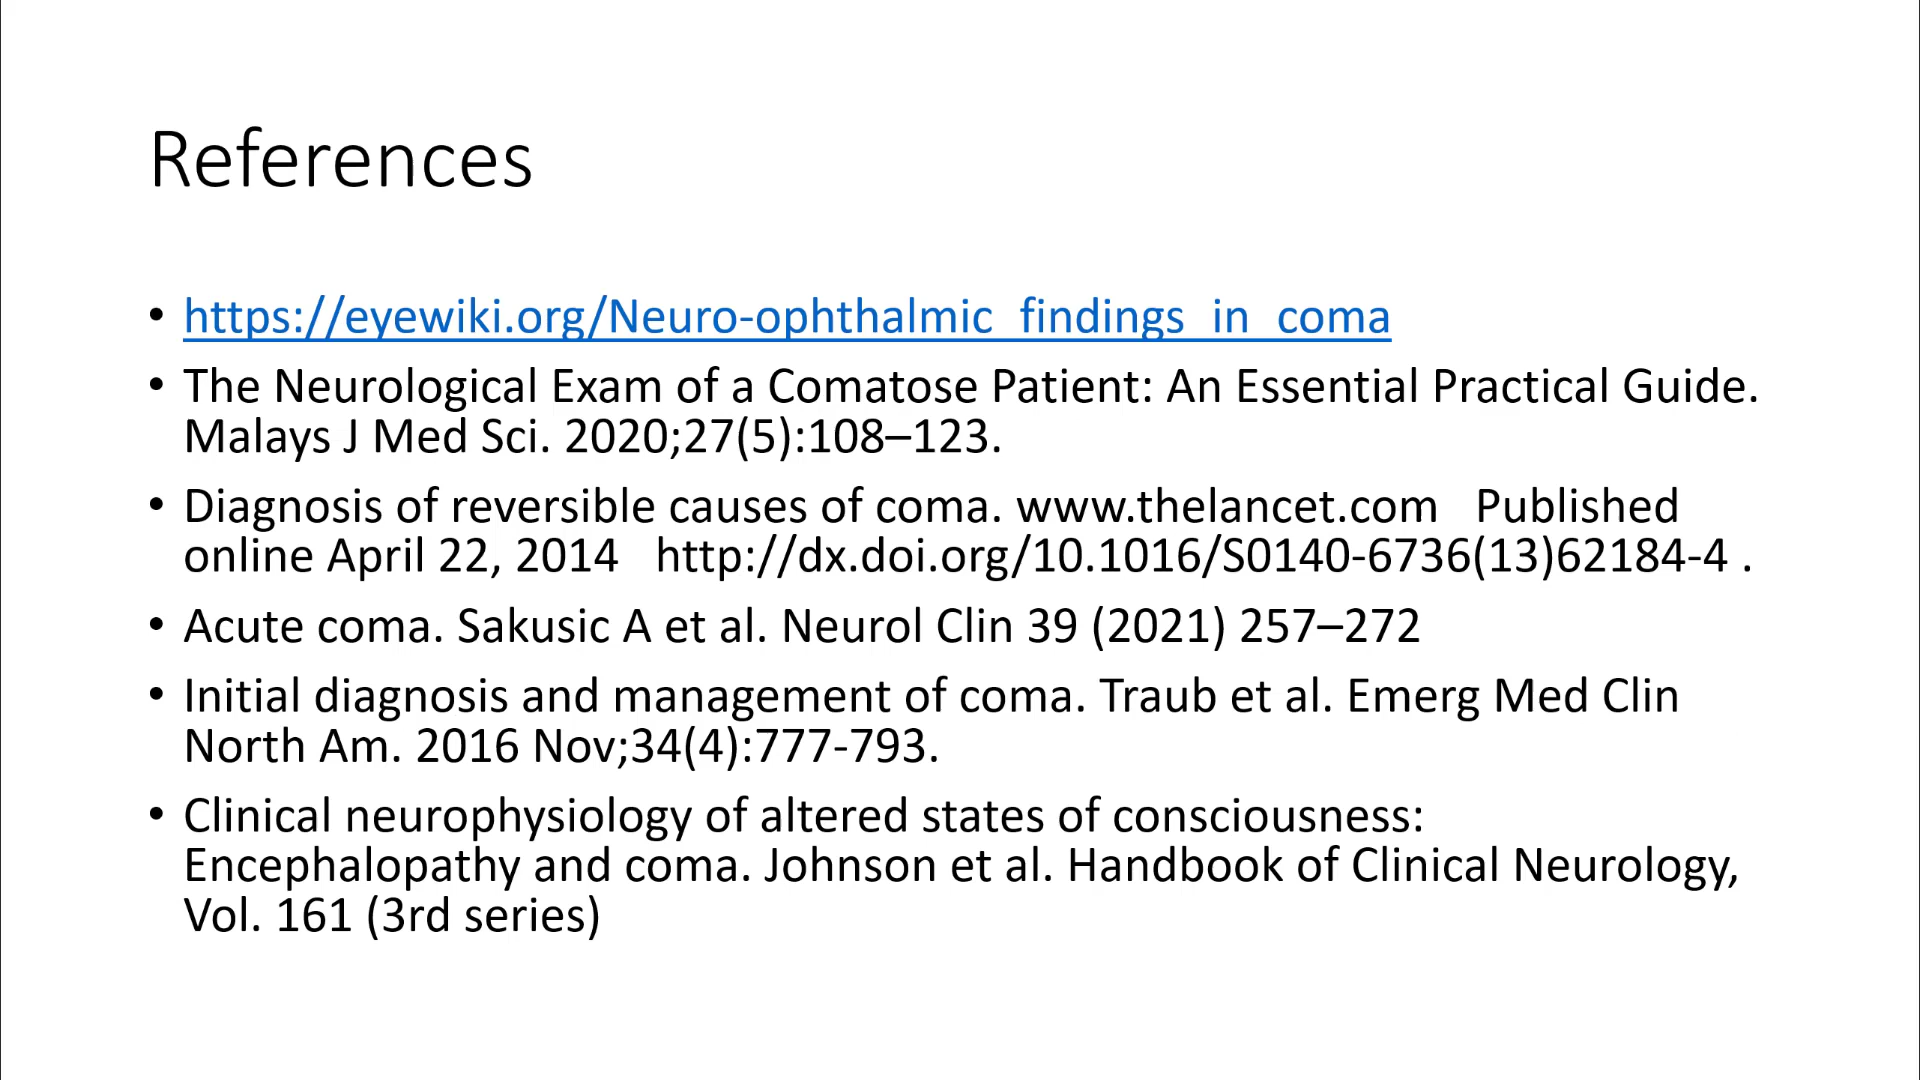 References
• https://eyewiki.org/Neuro-ophthalmic_findings_in_coma
• The Neurological Exam of a Comatose Patient: An Essential Practical Guide.
Malays J Med Sci. 2020;27(5):108–123.
• Diagnosis of reversible causes of coma. www.thelancet.com Published
online April 22, 2014 http://dx.doi.org/10.1016/S0140-6736(13)62184-4 .
• Acute coma. Sakusic A et al. Neurol Clin 39 (2021) 257–272
• Initial diagnosis and management of coma. Traub et al. Emerg Med Clin
North Am. 2016 Nov;34(4):777-793.
• Clinical neurophysiology of altered states of consciousness:
Encephalopathy and coma. Johnson et al. Handbook of Clinical Neurology,
Vol. 161 (3rd series)